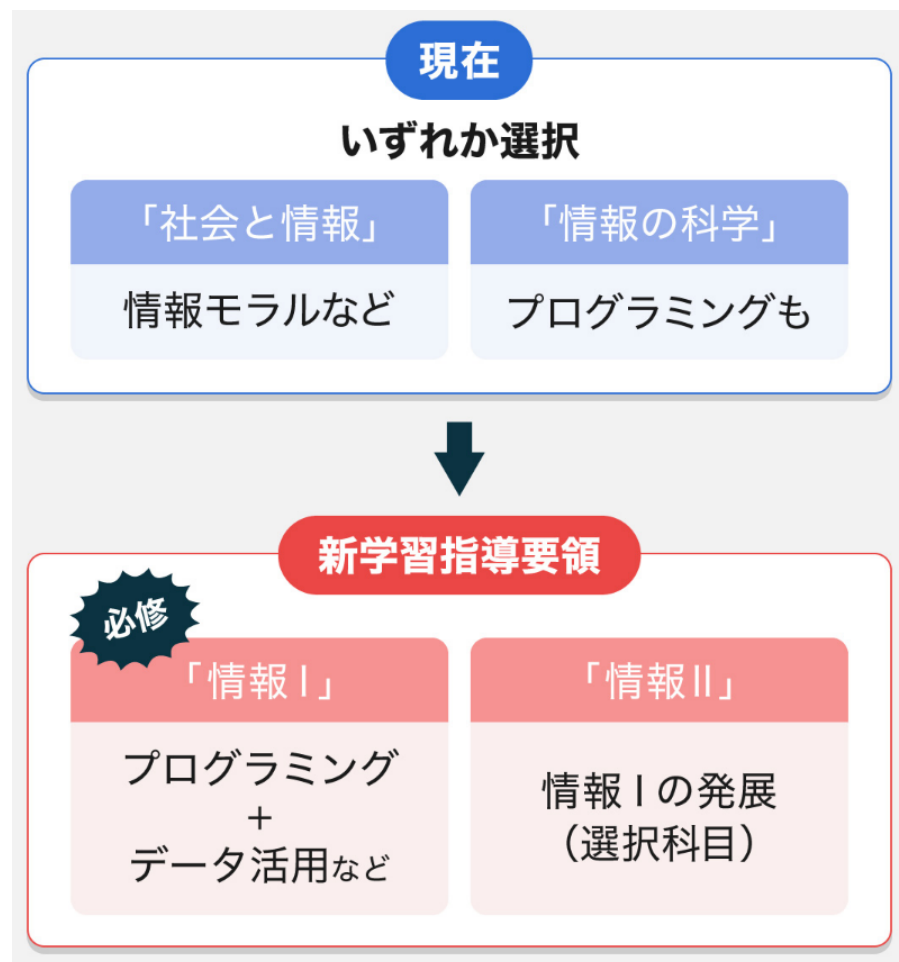 現在
いずれか選択
「社会と情報」
情報モラルなど
「情報の科学」
プログラミングも
新学習指導要領
必修
「情報Ⅰ」
プログラミング
+
データ活用など
「情報Ⅱ」
情報Ⅰの発展
（選択科目）